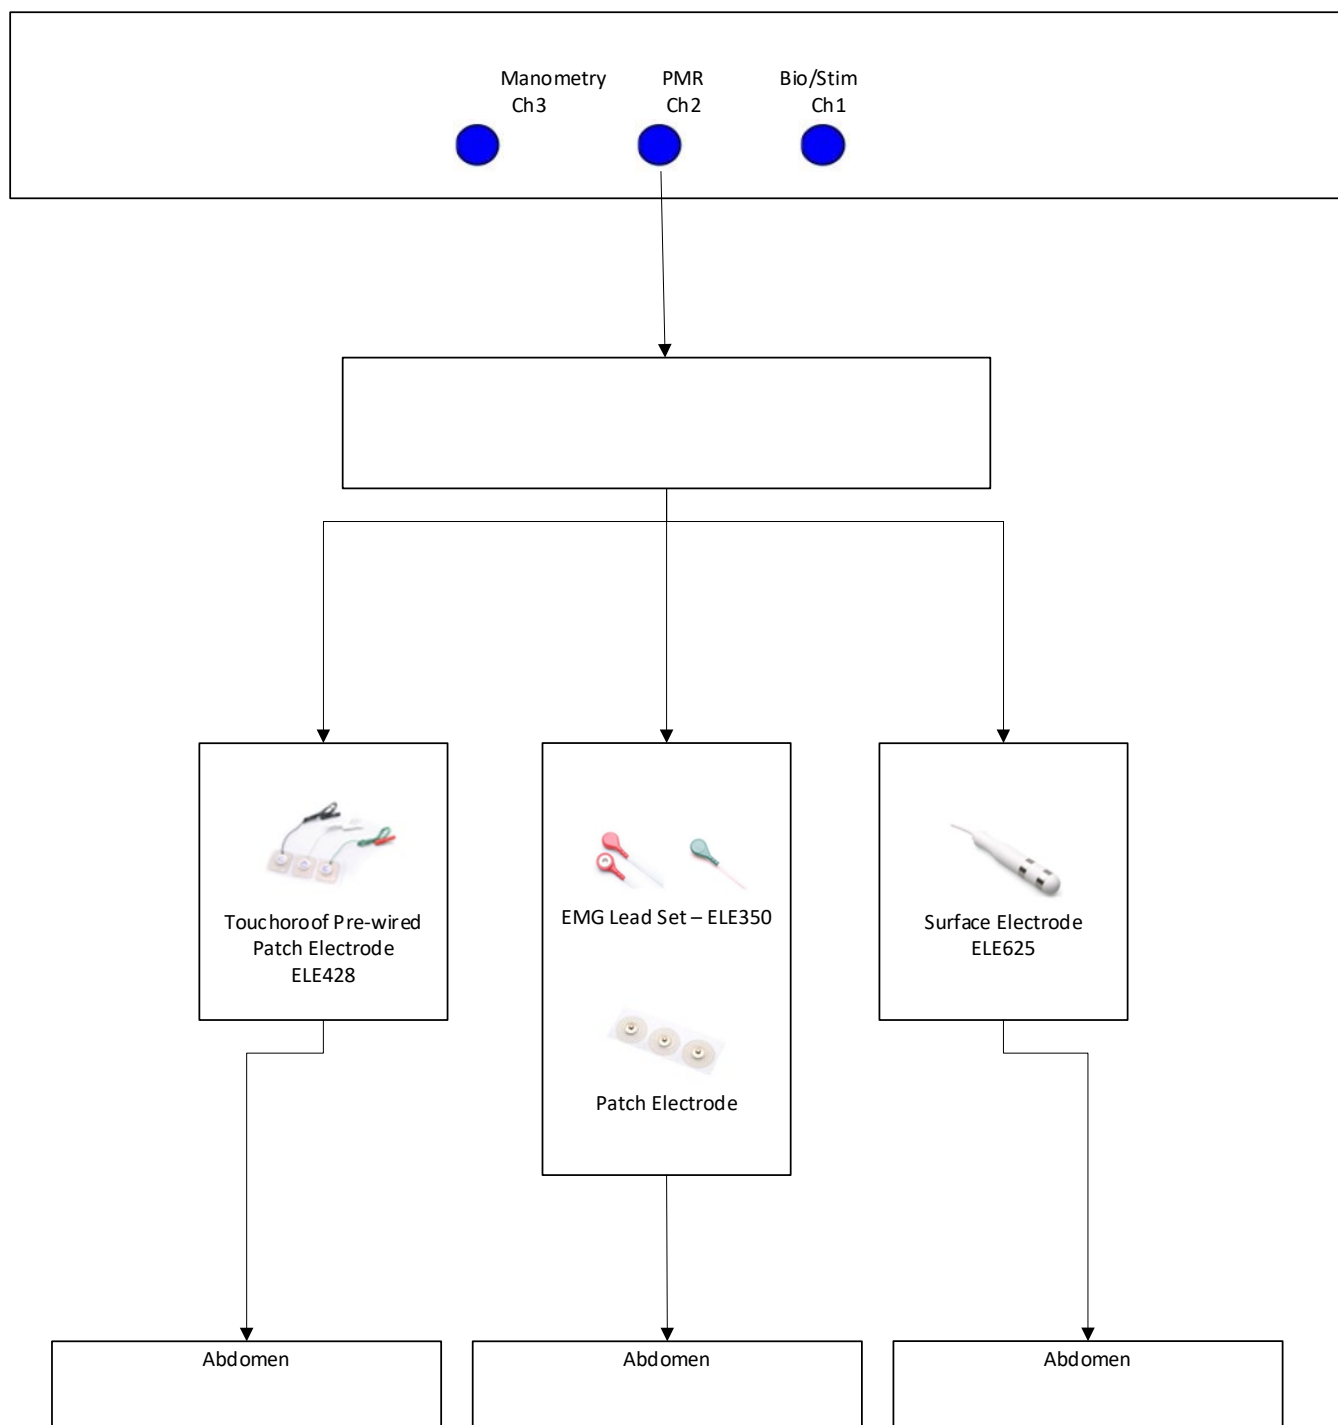 Manometry PMR Bio/Stim
Ch3 Ch2 Ch1
Touchoroof Pre-wired
Patch Electrode
ELE428
EMG Lead Set – ELE350
Patch Electrode
Surface Electrode
ELE625
Abdomen
Abdomen
Abdomen